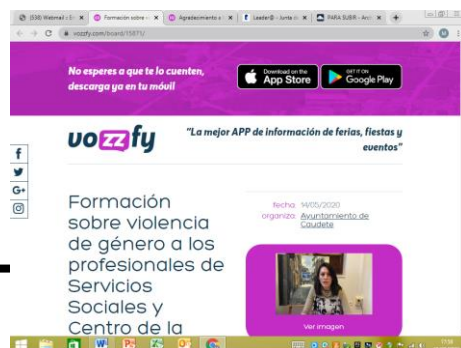 (538) Webmail :: E
Formación sobre
Agradecimiento a
Leader@ - Junta de
PARA SUBIR - Arc
vozzfy.com/board/15871/
No esperes a que te lo cuenten,
descarga ya en tu móvil
Download on the
App Store
GET IT ON
Google Play
vozzfy
"La mejor APP de información de ferias, fiestas y
eventos"
Formación
sobre violencia
de género a los
profesionales de
Servicios
Sociales y
Centro de la
fecha 14/05/2020
organiza Ayuntamiento de
Caudete
Ver imagen